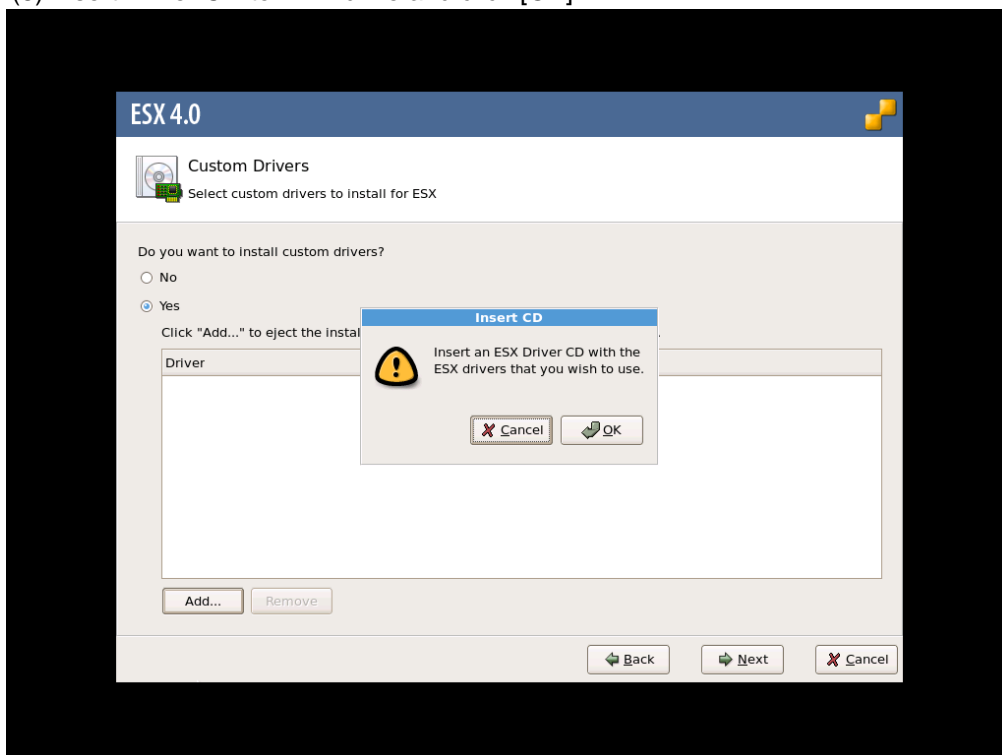 ESX 4.0
Custom Drivers
Select custom drivers to install for ESX
Do you want to install custom drivers?
No
Yes
Click "Add..." to eject the
Driver
Insert CD
Insert an ESX Driver CD with the
ESX drivers that you wish to use.
Cancel
OK
Add...
Remove
Back
Next
Cancel